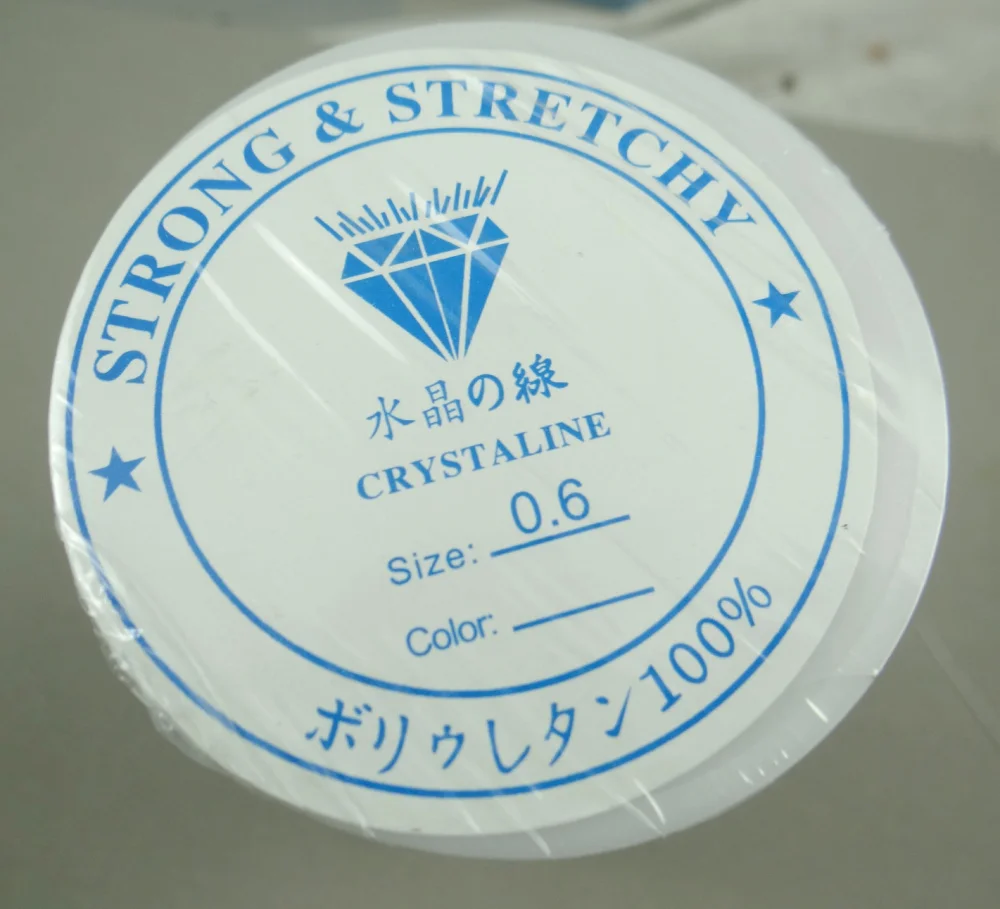 STRONG & STRETCHY
水晶の線
CRYSTALINE
Size: 0.6
Color:
ポリゥレタン100%